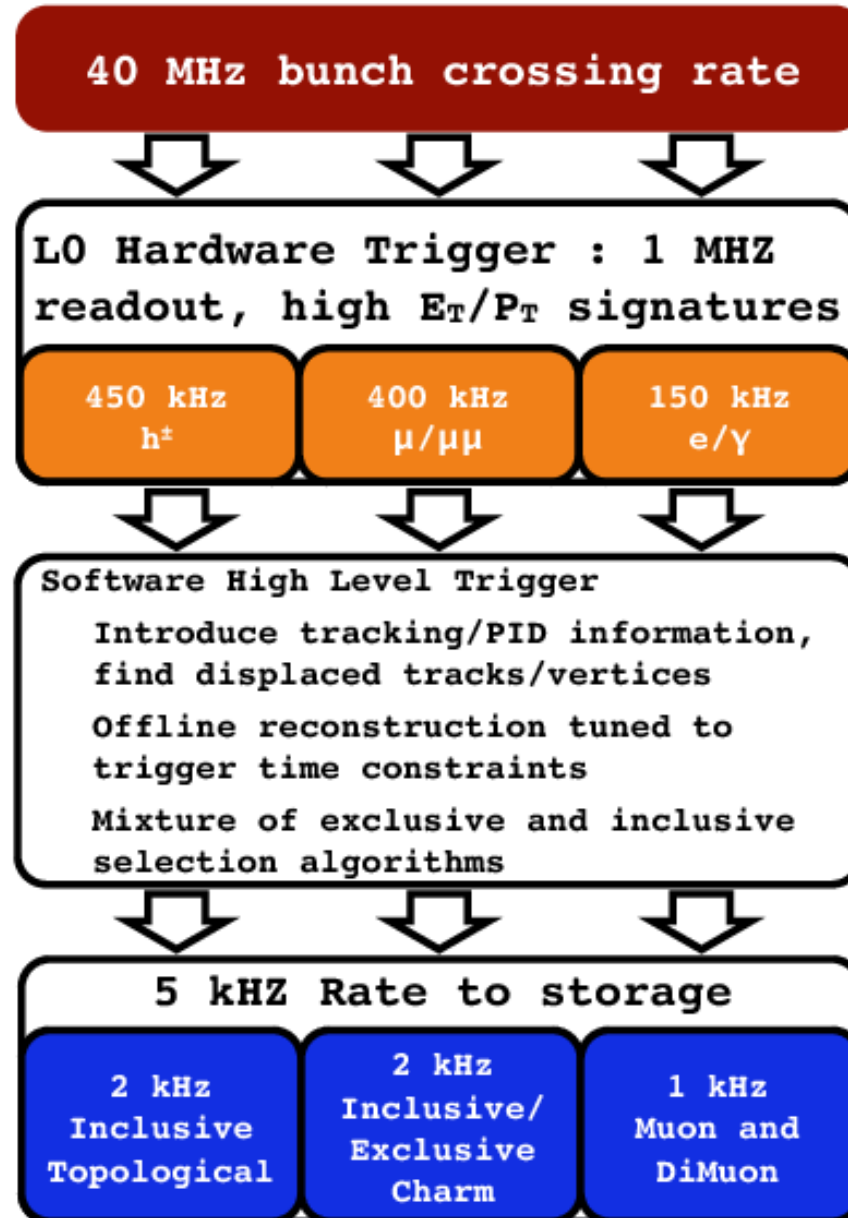 40 MHz bunch crossing rate
L0 Hardware Trigger : 1 MHZ
readout, high ET/PT signatures
450 kHz
h±
400 kHz
μ/μμ
150 kHz
e/γ
Software High Level Trigger
Introduce tracking/PID information,
find displaced tracks/vertices
Offline reconstruction tuned to
trigger time constraints
Mixture of exclusive and inclusive
selection algorithms
5 kHZ Rate to storage
2 kHz
Inclusive
Topological
2 kHz
Inclusive/
Exclusive
Charm
1 kHz
Muon and
DiMuon